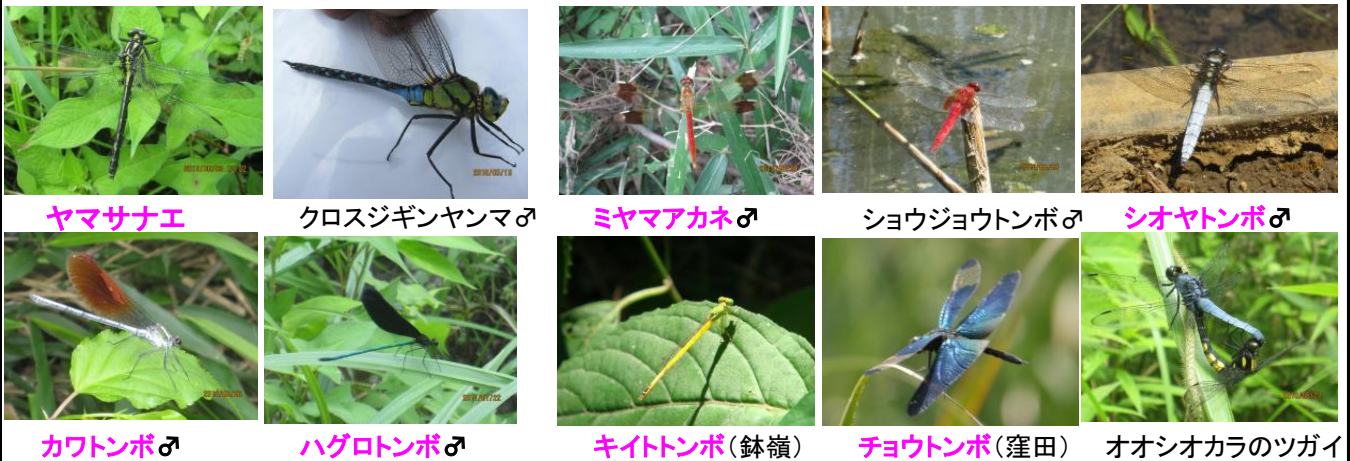 ヤマサナエ
クロスジギンヤンマ♂
ミヤマアカネ♂
ショウジョウトンボ♂
シオヤトンボ♂
カワトンボ♂
ハグロトンボ♂
キイトトンボ(鉢嶺)
チョウトンボ(窪田)
オオシオカラのツガイ